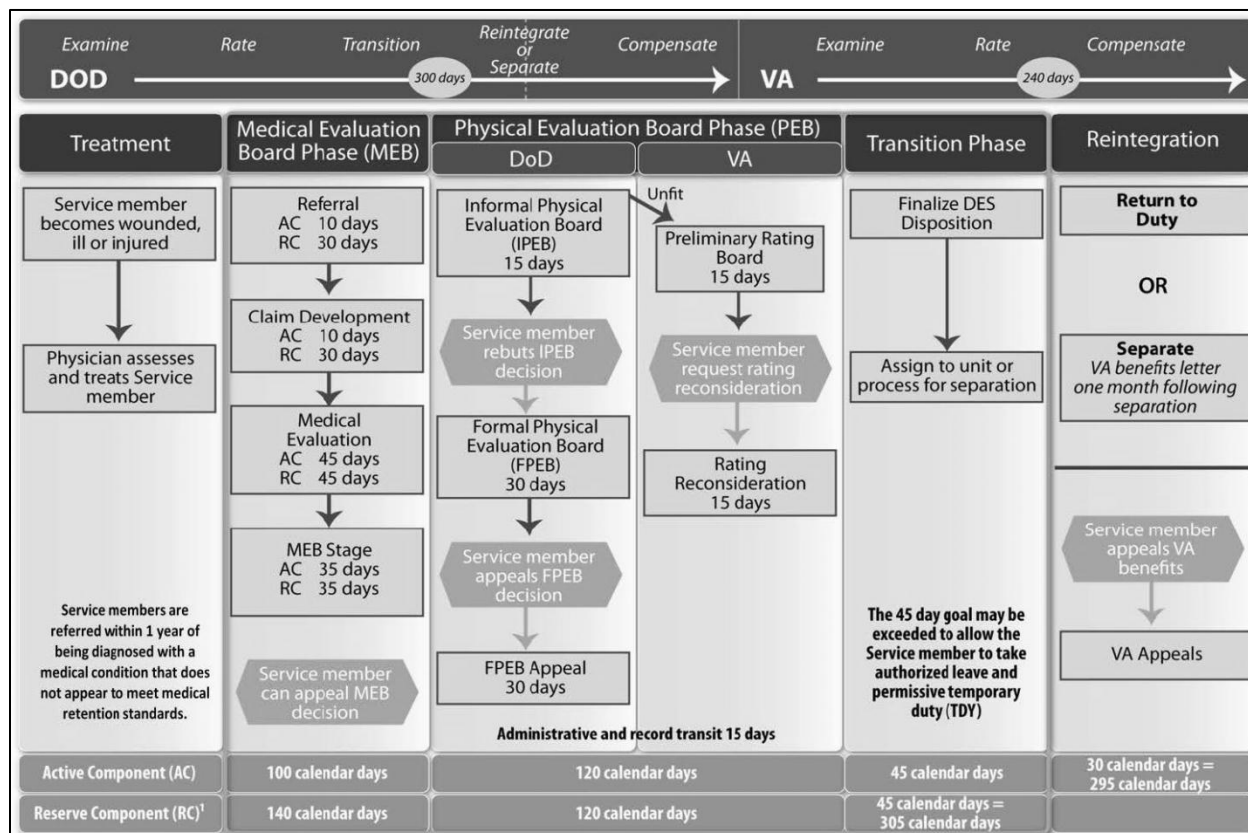 Examine
Rate
Transition
Reintegrate
or
Separate
Compensate
DOD
300 days
Examine
Rate
Compensate
VA
240 days
Treatment
Service member
becomes wounded,
ill or injured
Physician assesses
and treats Service
member
Service members are
referred within 1 year of
being diagnosed with a
medical condition that does
not appear to meet medical
retention standards.
Medical Evaluation
Board Phase (MEB)
Referral
AC 10 days
RC 30 days
Claim Development
AC 10 days
RC 30 days
Medical
Evaluation
AC 45 days
RC 45 days
MEB Stage
AC 35 days
RC 35 days
Service member
can appeal MEB
decision
Physical Evaluation Board Phase (PEB)
DoD
Informal Physical
Evaluation Board
(IPEB)
15 days
Service member
rebuts IPEB
decision
Formal Physical
Evaluation Board
(FPEB)
30 days
Service member
appeals FPEB
decision
FPEB Appeal
30 days
VA
Unfit
Preliminary Rating
Board
15 days
Service member
request rating
reconsideration
Rating
Reconsideration
15 days
Administrative and record transit 15 days
Transition Phase
Finalize DES
Disposition
Assign to unit or
process for separation
The 45 day goal may be
exceeded to allow the
Service member to take
authorized leave and
permissive temporary
duty (TDY)
Reintegration
Return to
Duty
OR
Separate
VA benefits letter
one month following
separation
Service member
appeals VA
benefits
VA Appeals
Active Component (AC)
100 calendar days
120 calendar days
45 calendar days
30 calendar days =
295 calendar days
Reserve Component (RC)¹
140 calendar days
120 calendar days
45 calendar days =
305 calendar days